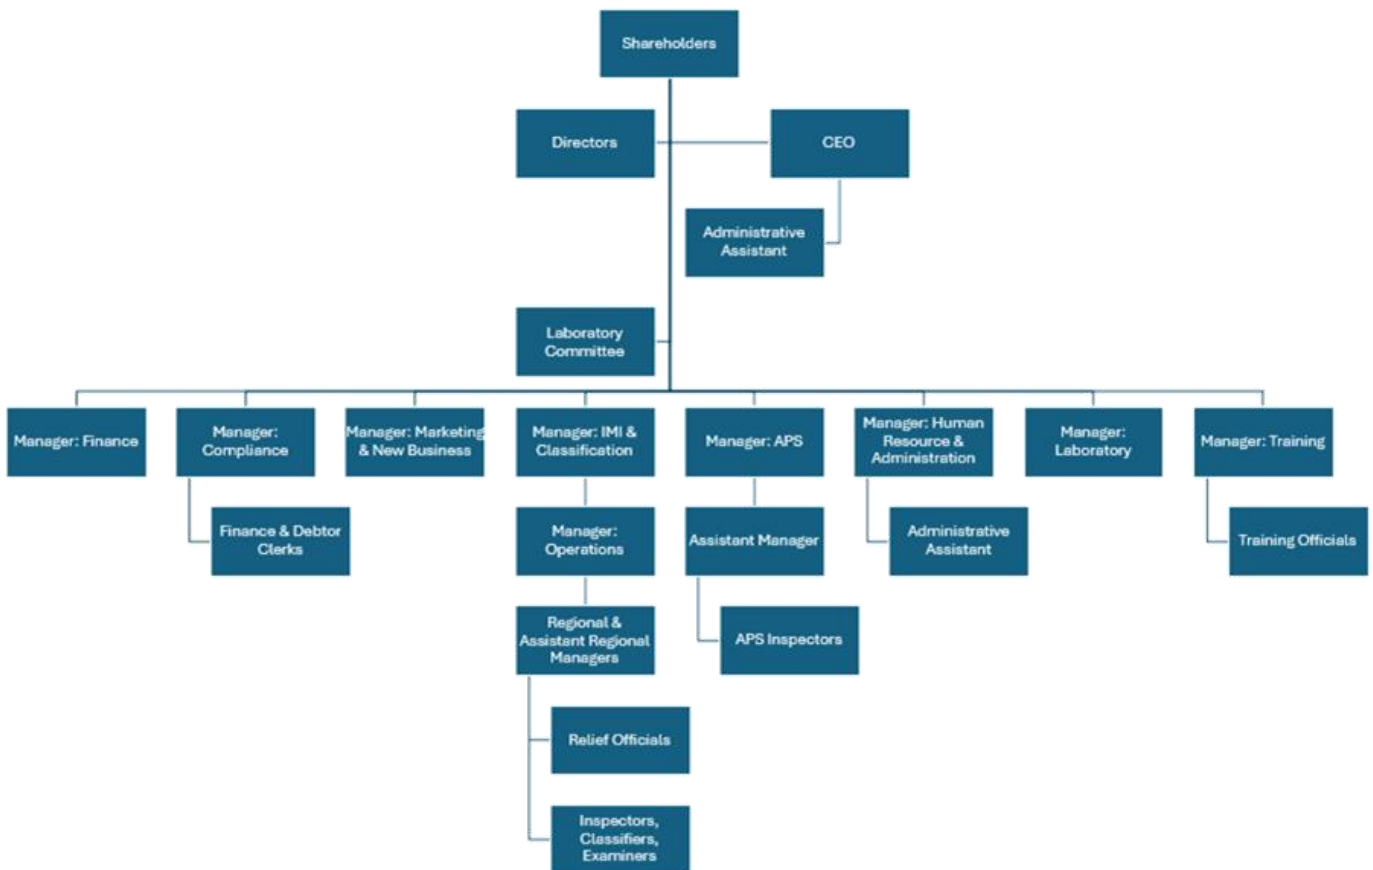 Shareholders
Directors
CEO
Administrative
Assistant
Laboratory
Committee
Manager: Finance
Manager:
Compliance
Manager: Marketing
& New Business
Manager: IMI &
Classification
Manager: APS
Manager: Human
Resource &
Administration
Manager:
Laboratory
Manager: Training
Finance & Debtor
Clerks
Manager:
Operations
Assistant Manager
Administrative
Assistant
Training Officials
Regional &
Assistant Regional
Managers
APS Inspectors
Relief Officials
Inspectors,
Classifiers,
Examiners